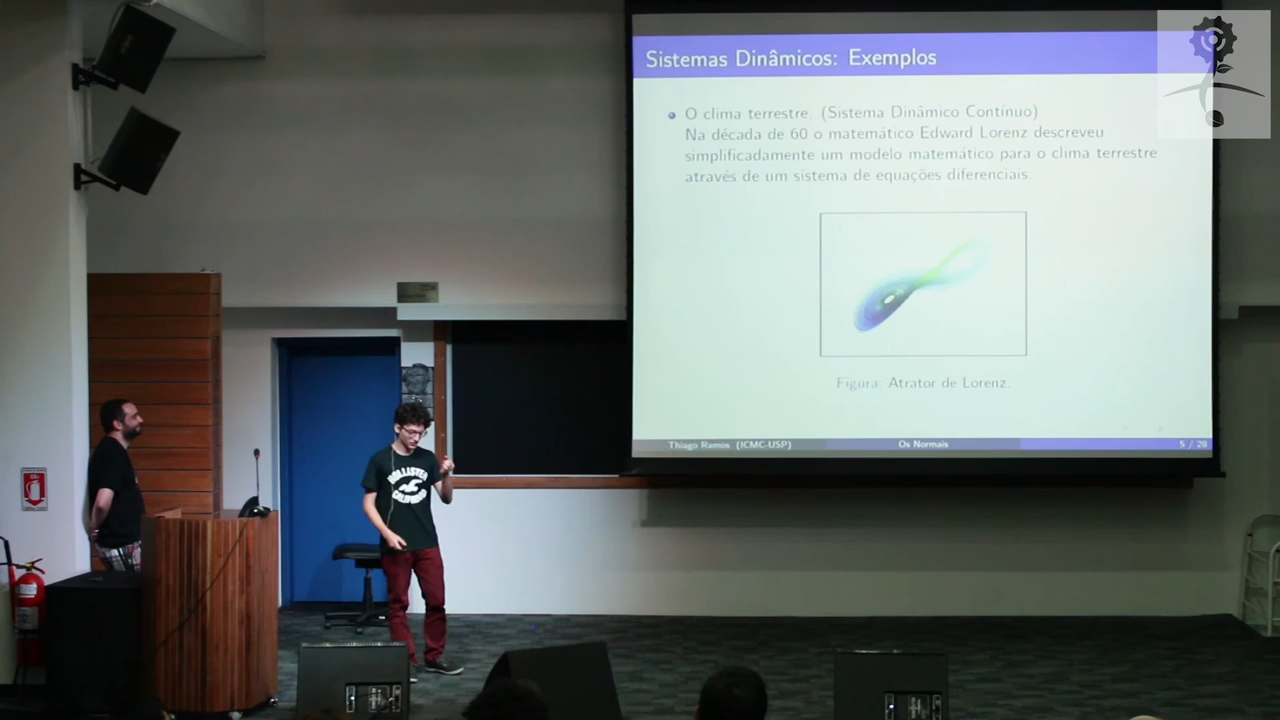 Sistemas Dinâmicos: Exemplos
O clima terrestre. (Sistema Dinâmico Contínuo)
Na década de 60 o matemático Edward Lorenz descreveu
simplificadamente um modelo matemático para o clima terrestre
através de um sistema de equações diferenciais.
Figura: Atrator de Lorenz.
Thiago Ramos (ICMC-USP)
Os Normais
5 / 28
HOLLISTER
CALIFORNIA